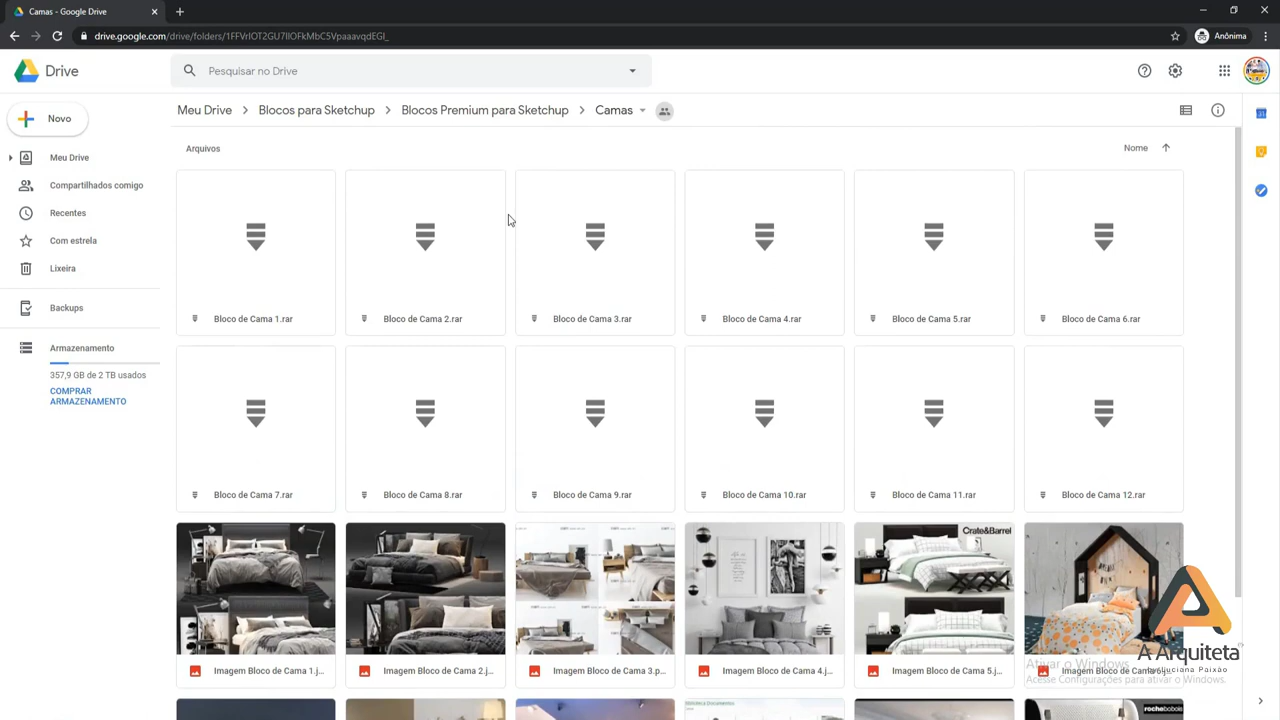 Camas - Google Drive
drive.google.com/drive/folders/
Anônima
Drive
Pesquisar no Drive
Novo
Meu Drive
Blocos para Sketchup
Blocos Premium para Sketchup
Camas
Meu Drive
Compartilhados comigo
Recentes
Com estrela
Lixeira
Backups
Armazenamento
357,9 GB de 2 TB usados
COMPRAR
ARMAZENAMENTO
Arquivos
Nome
Bloco de Cama 1.rar
Bloco de Cama 2.rar
Bloco de Cama 3.rar
Bloco de Cama 4.rar
Bloco de Cama 5.rar
Bloco de Cama 6.rar
Bloco de Cama 7.rar
Bloco de Cama 8.rar
Bloco de Cama 9.rar
Bloco de Cama 10.rar
Bloco de Cama 11.rar
Bloco de Cama 12.rar
Crate&Barrel
Imagem Bloco de Cama 1.j...
Imagem Bloco de Cama 2.j...
Imagem Bloco de Cama 3.p...
Imagem Bloco de Cama 4.j...
Imagem Bloco de Cama 5.j...
Imagem Bloco de
A Arquiteta
Luciana Paixão
Ativar o Windows
Acesse Configurações para ativar o Windows.
Biblioteca Documentos
rochebobois